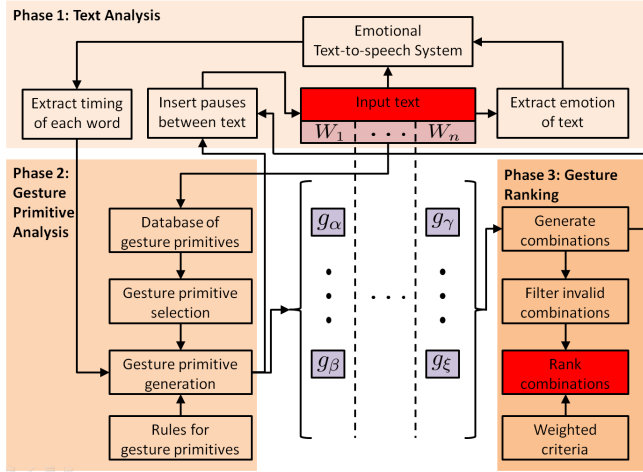 Phase 1: Text Analysis
Emotional
Text-to-speech System
Extract timing
of each word
Insert pauses
between text
Input text
W₁ . . . Wₙ
Extract emotion
of text
Phase 2:
Gesture
Primitive
Analysis
Database of
gesture primitives
Gesture primitive
selection
Gesture primitive
generation
Rules for
gesture primitives
gα
gγ
. . .
gβ
gξ
Phase 3: Gesture
Ranking
Generate
combinations
Filter invalid
combinations
Rank
combinations
Weighted
criteria